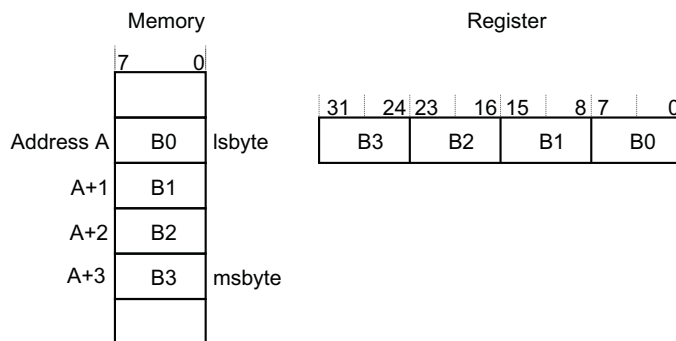 Memory
Register
7 0
31 24 23 16 15 8 7 0
Address A B0 lsbyte
B3 B2 B1 B0
A+1 B1
A+2 B2
A+3 B3 msbyte